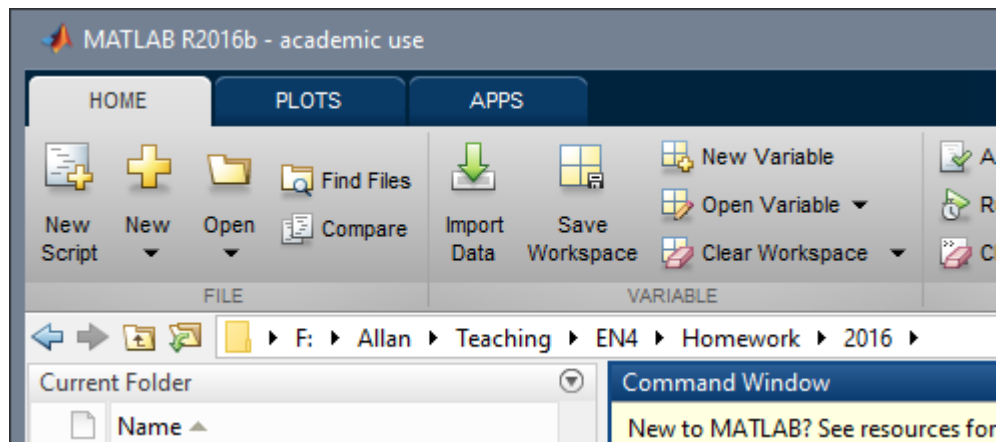 MATLAB R2016b - academic use
HOME PLOTS APPS
New Script
New
Open
Find Files
Compare
Import Data
Save Workspace
New Variable
Open Variable
Clear Workspace
FILE VARIABLE
F: Allan Teaching EN4 Homework 2016
Current Folder
Name
Command Window
New to MATLAB? See resources for